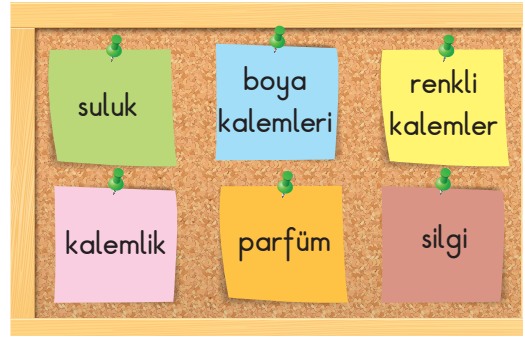 suluk
boya
kalemleri
renkli
kalemler
kalemlik
parfüm
silgi